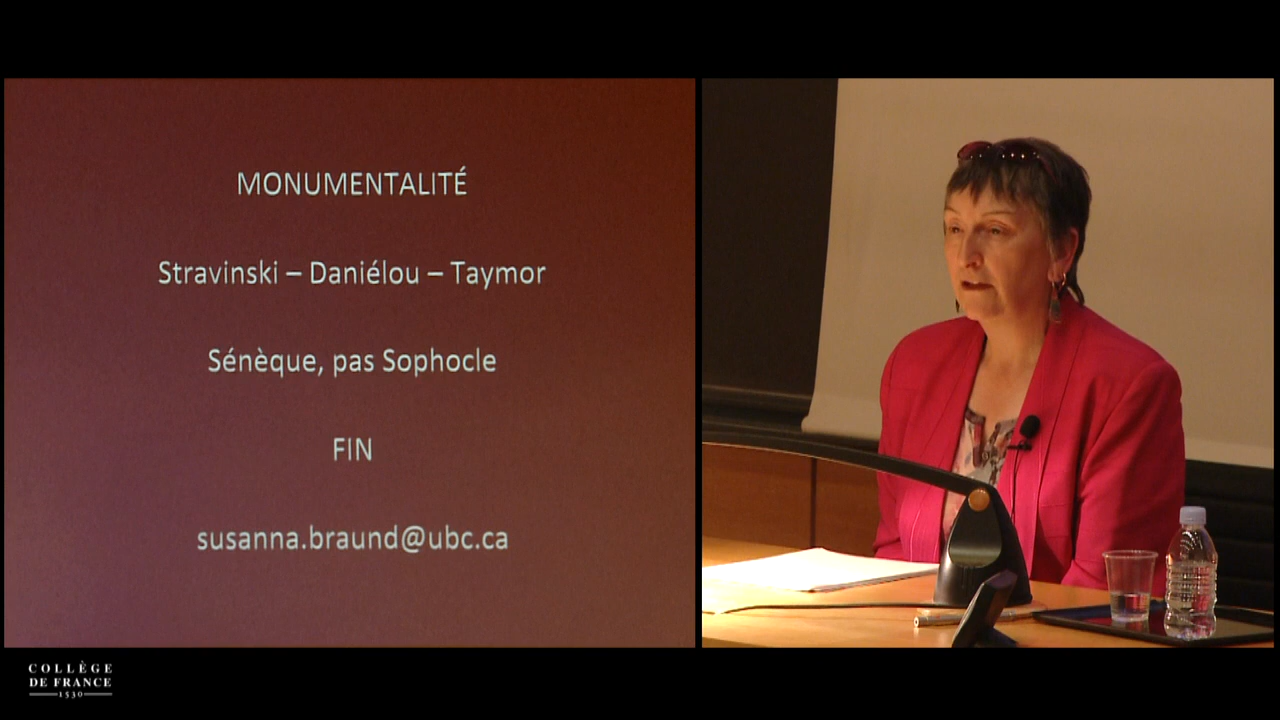 MONUMENTALITÉ
Stravinski – Daniélou – Taymor
Sénèque, pas Sophocle
FIN
susanna.braund@ubc.ca
COLLÈGE
DE FRANCE
1530